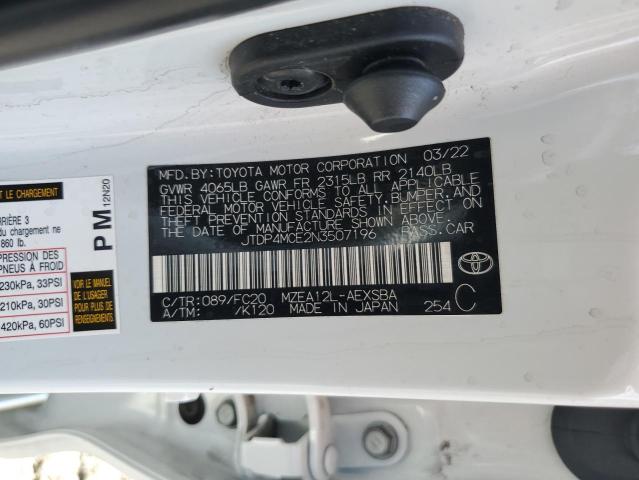 MFD.BY:TOYOTA MOTOR CORPORATION 03/22
GVWR 4065LB GAWR FR 2315LB RR 2140LB
THIS VEHICLE CONFORMS TO ALL APPLICABLE
FEDERAL MOTOR VEHICLE SAFETY,BUMPER,AND
THEFT PREVENTION STANDARDS IN EFFECT ON
THE DATE OF MANUFACTURE SHOWN ABOVE.
JTDP4MCE2N3507196 PASS.CAR
C/TR:089/FC20 MZEA12L-AEXSBA
A/TM: /K120 MADE IN JAPAN 254 C
TOYOTA
LE CHARGEMENT
PM 12N20
RRIÈRE 3
ement ne
860 lb.
PRESSION DES
PNEUS À FROID
230kPa, 33PSI
210kPa, 30PSI
420kPa, 60PSI
VOIR LE MANUEL
DE L'USAGER
POUR PLUS DE
RENSEIGNEMENTS